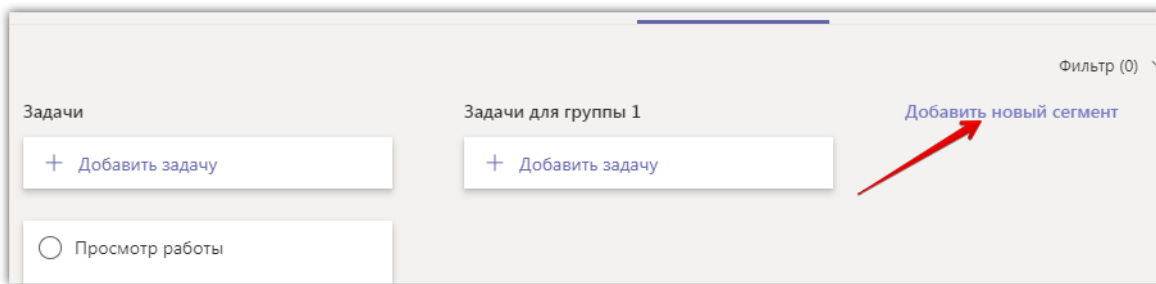 Фильтр (0)
Задачи
Задачи для группы 1
Добавить новый сегмент
+ Добавить задачу
+ Добавить задачу
Просмотр работы